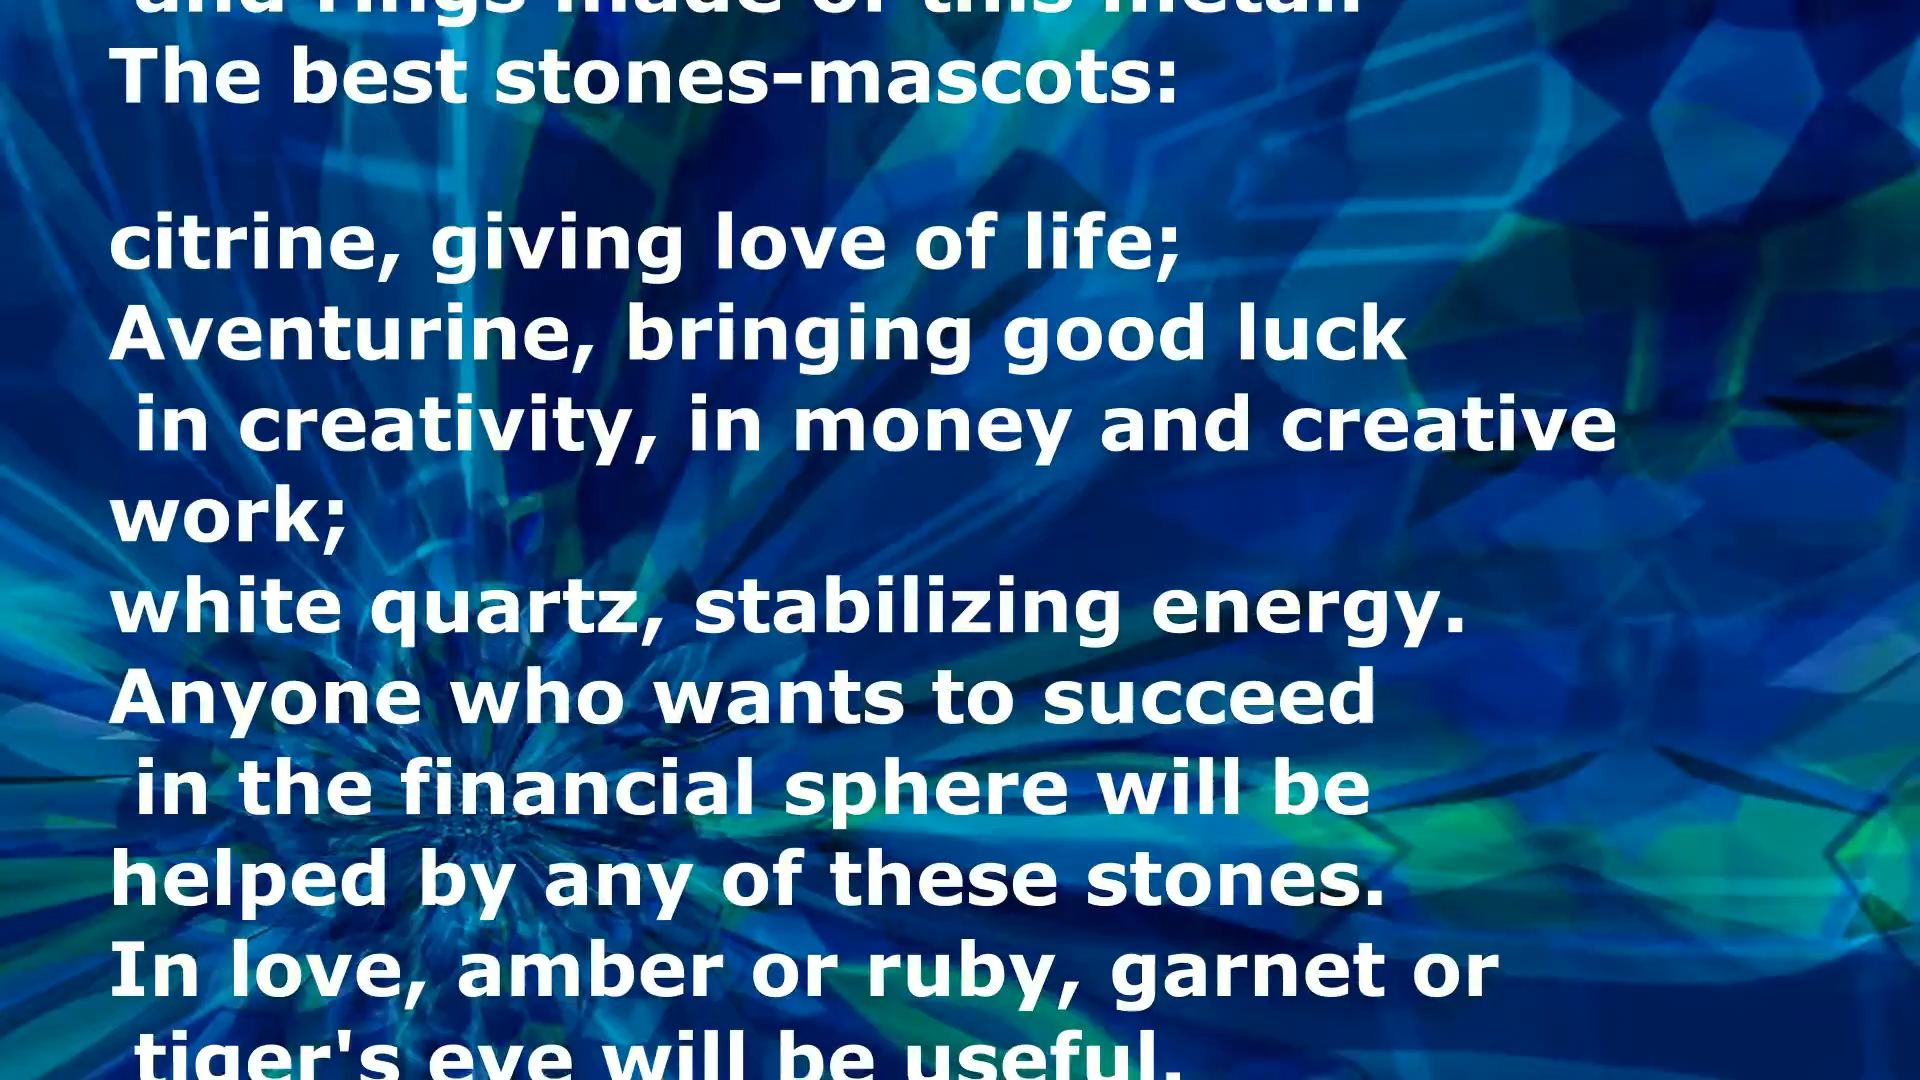 and rings made of this metal.
The best stones-mascots:
citrine, giving love of life;
Aventurine, bringing good luck
in creativity, in money and creative
work;
white quartz, stabilizing energy.
Anyone who wants to succeed
in the financial sphere will be
helped by any of these stones.
In love, amber or ruby, garnet or
tiger's eye will be useful.